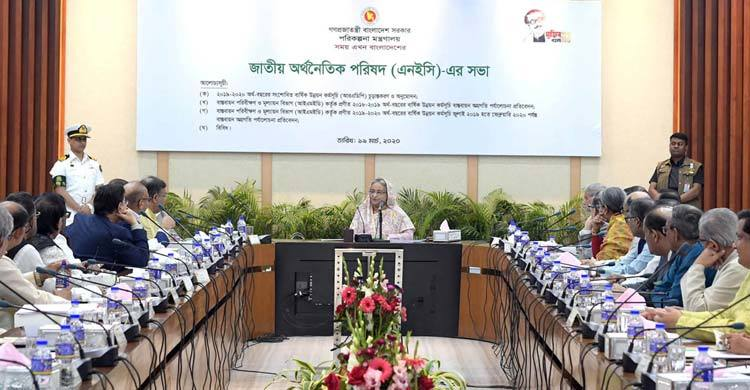 গণপ্রজাতন্ত্রী বাংলাদেশ সরকার
পরিকল্পনা মন্ত্রণালয়
সময় এখন বাংলাদেশের
জাতীয় অর্থনৈতিক পরিষদ (এনইসি)-এর সভা
আলোচ্যসূচি:
(ক) ২০১৯-২০২০ অর্থ-বছরের সংশোধিত বার্ষিক উন্নয়ন কর্মসূচি (আরএডিপি) চূড়ান্তকরণ ও অনুমোদন;
(খ) বাস্তবায়ন পরিবীক্ষণ ও মূল্যায়ন বিভাগ (আইএমইডি) কর্তৃক প্রণীত ২০১৮-২০১৯ অর্থ-বছরের বার্ষিক উন্নয়ন কর্মসূচি বাস্তবায়ন অগ্রগতি পর্যালোচনা প্রতিবেদন;
(গ) বাস্তবায়ন পরিবীক্ষণ ও মূল্যায়ন বিভাগ (আইএমইডি) কর্তৃক প্রণীত ২০১৯-২০২০ অর্থ-বছরের বার্ষিক উন্নয়ন কর্মসূচি জুলাই ২০১৯ হতে ফেব্রুয়ারি ২০২০ পর্যন্ত
বাস্তবায়ন অগ্রগতি পর্যালোচনা প্রতিবেদন;
(ঘ) বিবিধ।
তারিখ: ১৯ মার্চ, ২০২০